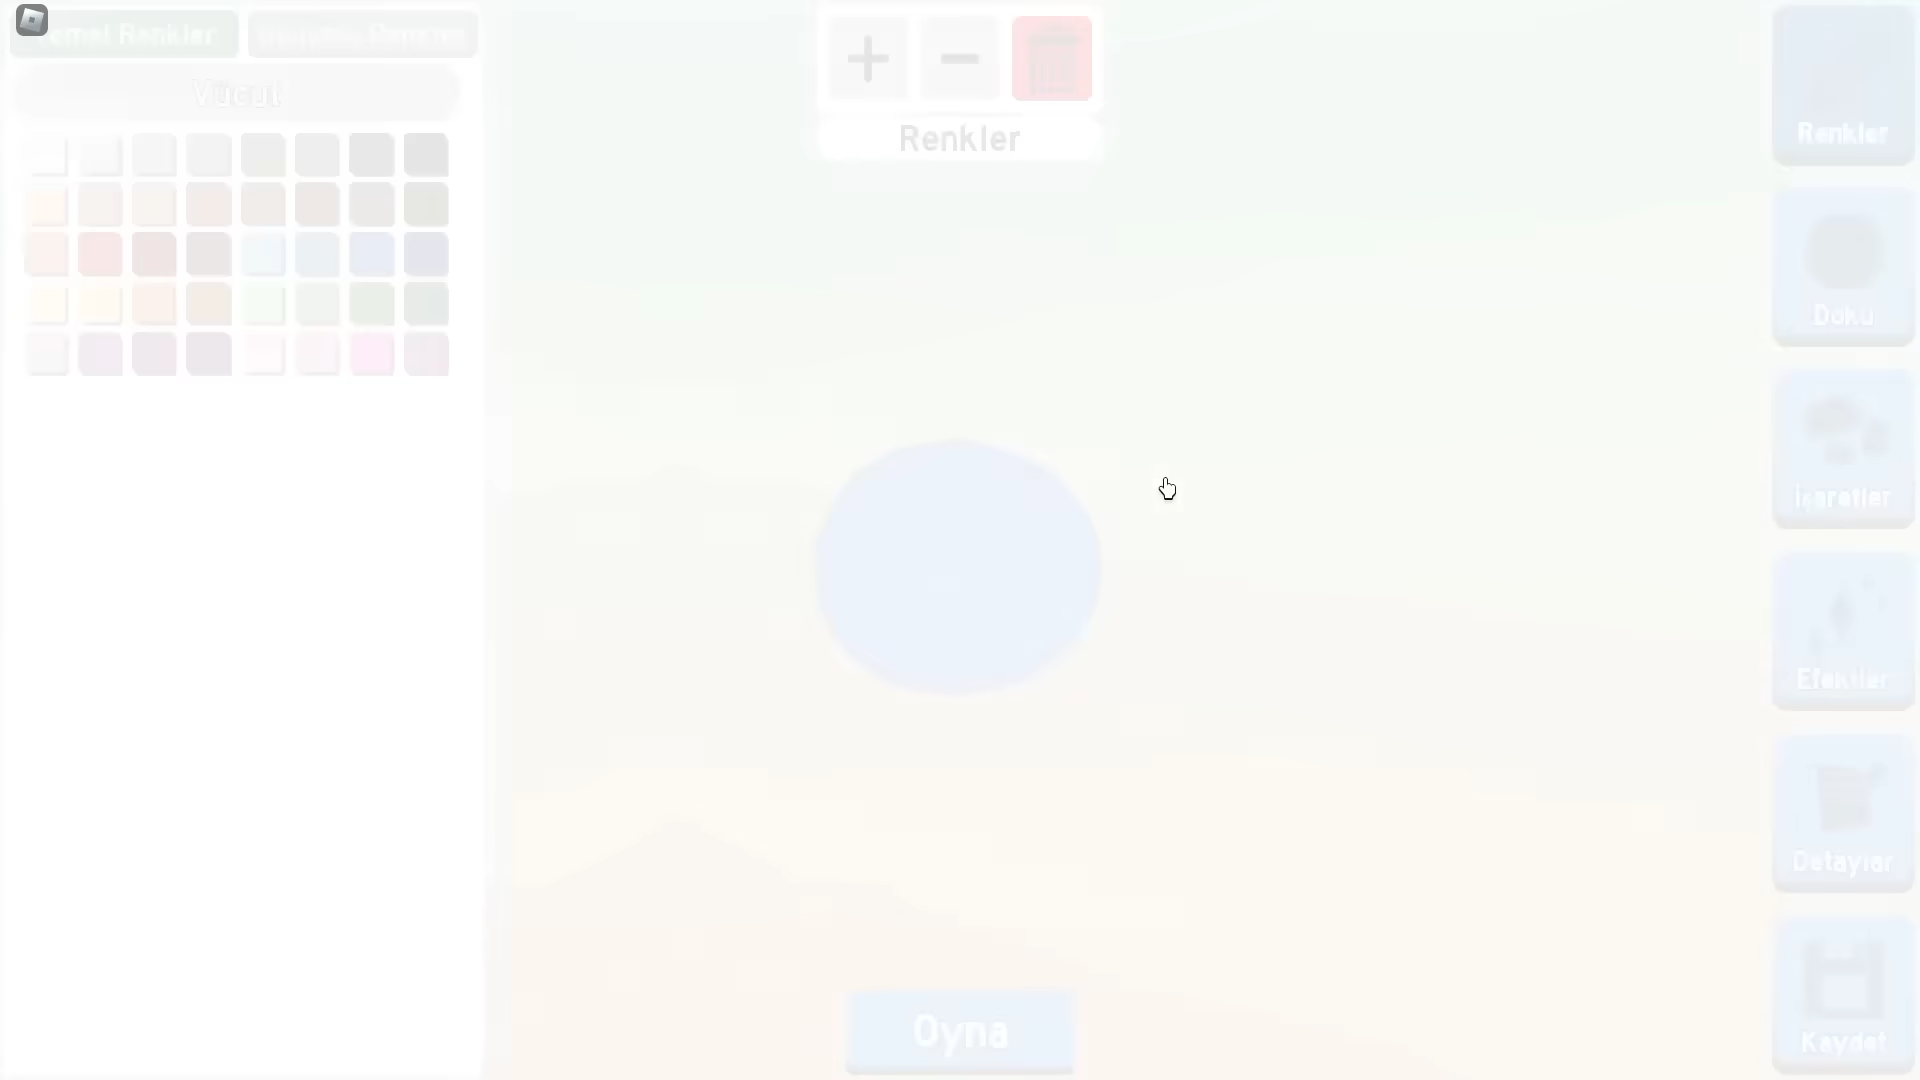 Temel Renkler
Vücut
Renkler
Renkler
Doku
İşaretler
Efektler
Detaylar
Kaydet
Oyna